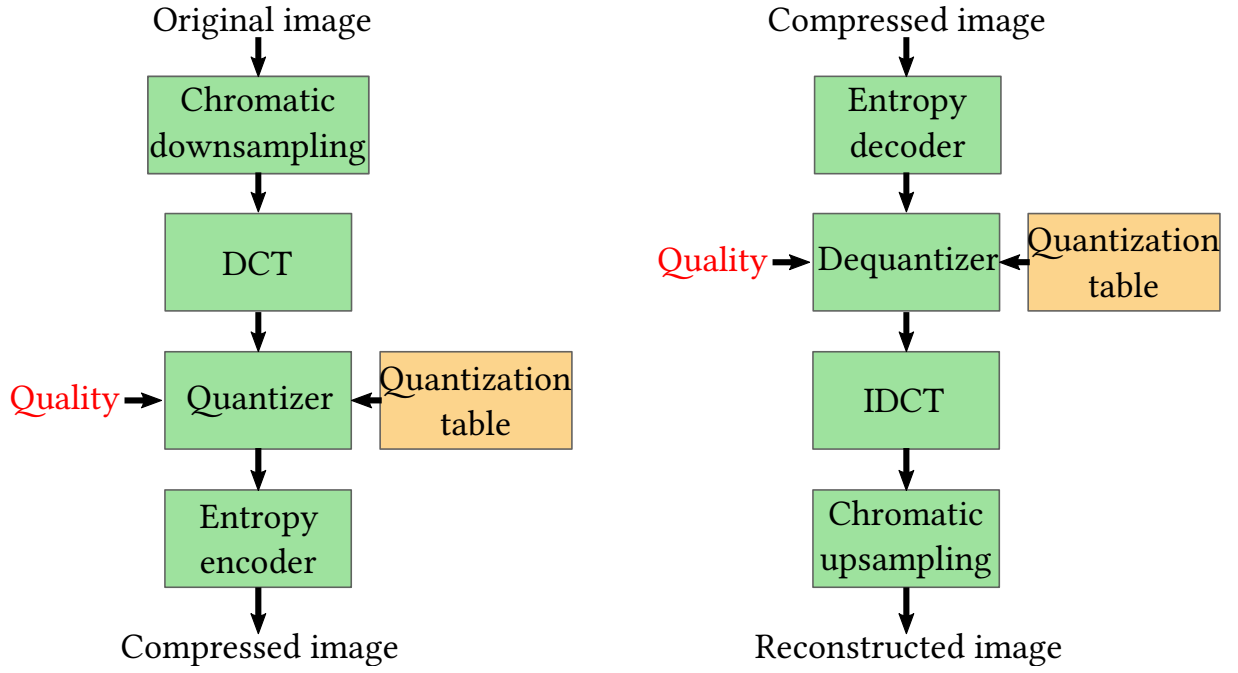 Original image
Chromatic
downsampling
DCT
Quality
Quantizer
Quantization
table
Entropy
encoder
Compressed image
Compressed image
Entropy
decoder
Quality
Dequantizer
Quantization
table
IDCT
Chromatic
upsampling
Reconstructed image